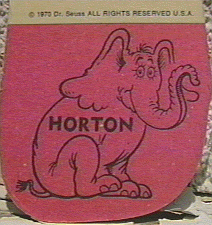 © 1970 Dr. Seuss ALL RIGHTS RESERVED U.S.A.
HORTON